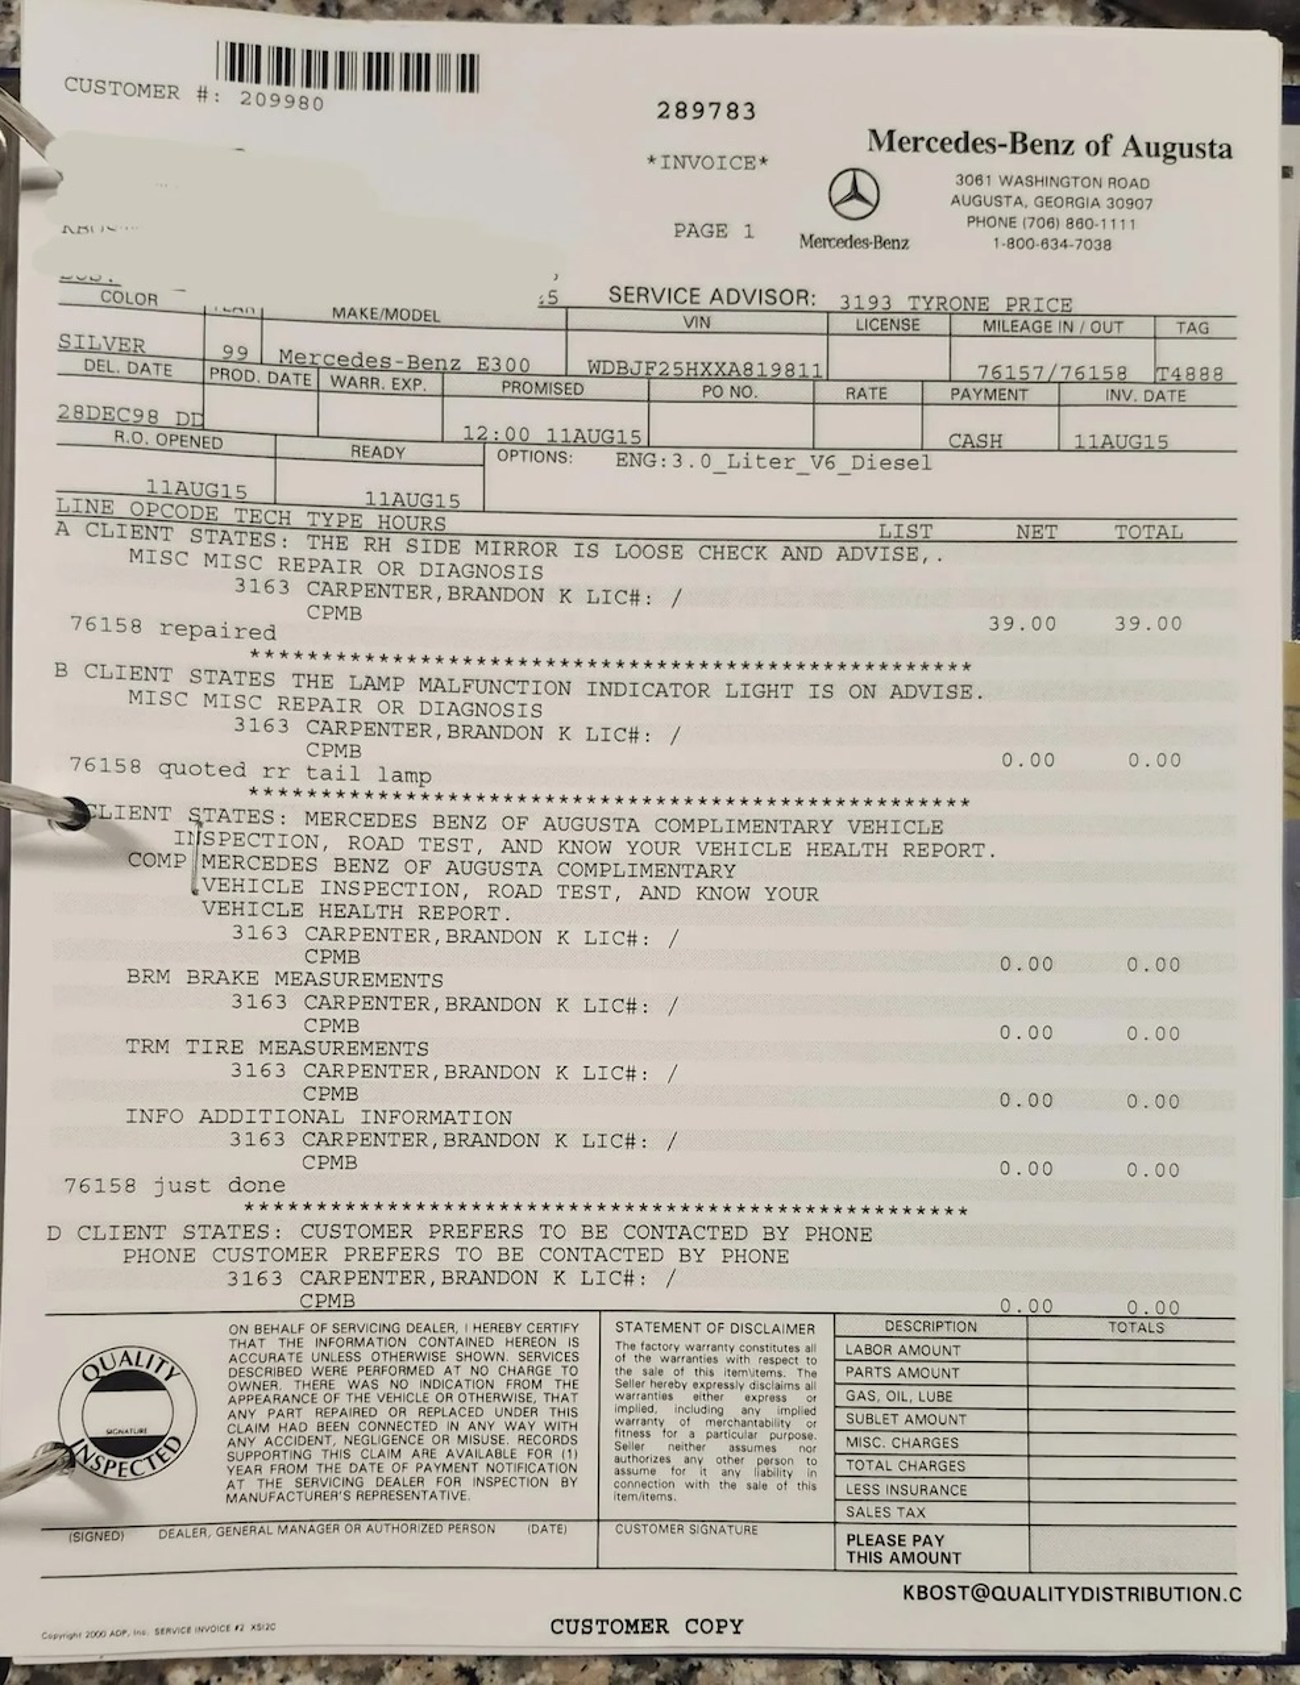 CUSTOMER #: 209980
289783
*INVOICE*
PAGE 1
Mercedes-Benz of Augusta
3061 WASHINGTON ROAD
AUGUSTA, GEORGIA 30907
PHONE (706) 860-1111
1-800-634-7038
Mercedes-Benz
SERVICE ADVISOR: 3193 TYRONE PRICE
COLOR MAKE/MODEL VIN LICENSE MILEAGE IN / OUT TAG
SILVER 99 Mercedes-Benz E300 WDBJF25HXXA819811 76157/76158 T4888
DEL. DATE PROD. DATE WARR. EXP. PROMISED PO NO. RATE PAYMENT INV. DATE
28DEC98 DD 12:00 11AUG15 CASH 11AUG15
R.O. OPENED READY OPTIONS: ENG:3.0_Liter_V6_Diesel
11AUG15 11AUG15
LINE OPCODE TECH TYPE HOURS LIST NET TOTAL
A CLIENT STATES: THE RH SIDE MIRROR IS LOOSE CHECK AND ADVISE,.
MISC MISC REPAIR OR DIAGNOSIS
3163 CARPENTER,BRANDON K LIC#: /
CPMB 39.00 39.00
76158 repaired
**************************************************
B CLIENT STATES THE LAMP MALFUNCTION INDICATOR LIGHT IS ON ADVISE.
MISC MISC REPAIR OR DIAGNOSIS
3163 CARPENTER,BRANDON K LIC#: /
CPMB 0.00 0.00
76158 quoted rr tail lamp
**************************************************
CLIENT STATES: MERCEDES BENZ OF AUGUSTA COMPLIMENTARY VEHICLE
INSPECTION, ROAD TEST, AND KNOW YOUR VEHICLE HEALTH REPORT.
COMP MERCEDES BENZ OF AUGUSTA COMPLIMENTARY
VEHICLE INSPECTION, ROAD TEST, AND KNOW YOUR
VEHICLE HEALTH REPORT.
3163 CARPENTER,BRANDON K LIC#: /
CPMB 0.00 0.00
BRM BRAKE MEASUREMENTS
3163 CARPENTER,BRANDON K LIC#: /
CPMB 0.00 0.00
TRM TIRE MEASUREMENTS
3163 CARPENTER,BRANDON K LIC#: /
CPMB 0.00 0.00
INFO ADDITIONAL INFORMATION
3163 CARPENTER,BRANDON K LIC#: /
CPMB 0.00 0.00
76158 just done
**************************************************
D CLIENT STATES: CUSTOMER PREFERS TO BE CONTACTED BY PHONE
PHONE CUSTOMER PREFERS TO BE CONTACTED BY PHONE
3163 CARPENTER,BRANDON K LIC#: /
CPMB 0.00 0.00
QUALITY
SIGNATURE
INSPECTED
ON BEHALF OF SERVICING DEALER, I HEREBY CERTIFY
THAT THE INFORMATION CONTAINED HEREON IS
ACCURATE UNLESS OTHERWISE SHOWN. SERVICES
DESCRIBED WERE PERFORMED AT NO CHARGE TO
OWNER. THERE WAS NO INDICATION FROM THE
APPEARANCE OF THE VEHICLE OR OTHERWISE, THAT
ANY PART REPAIRED OR REPLACED UNDER THIS
CLAIM HAD BEEN CONNECTED IN ANY WAY WITH
ANY ACCIDENT, NEGLIGENCE OR MISUSE. RECORDS
SUPPORTING THIS CLAIM ARE AVAILABLE FOR (1)
YEAR FROM THE DATE OF PAYMENT NOTIFICATION
AT THE SERVICING DEALER FOR INSPECTION BY
MANUFACTURER'S REPRESENTATIVE.
(SIGNED) DEALER, GENERAL MANAGER OR AUTHORIZED PERSON (DATE)
STATEMENT OF DISCLAIMER
The factory warranty constitutes all
of the warranties with respect to
the sale of this item/items. The
Seller hereby expressly disclaims all
warranties either express or
implied, including any implied
warranty of merchantability or
fitness for a particular purpose.
Seller neither assumes nor
authorizes any other person to
assume for it any liability in
connection with the sale of this
item/items.
CUSTOMER SIGNATURE
DESCRIPTION TOTALS
LABOR AMOUNT
PARTS AMOUNT
GAS, OIL, LUBE
SUBLET AMOUNT
MISC. CHARGES
TOTAL CHARGES
LESS INSURANCE
SALES TAX
PLEASE PAY
THIS AMOUNT
KBOST@QUALITYDISTRIBUTION.C
Copyright 2000 ADP, Inc. SERVICE INVOICE #2 XSI2C
CUSTOMER COPY